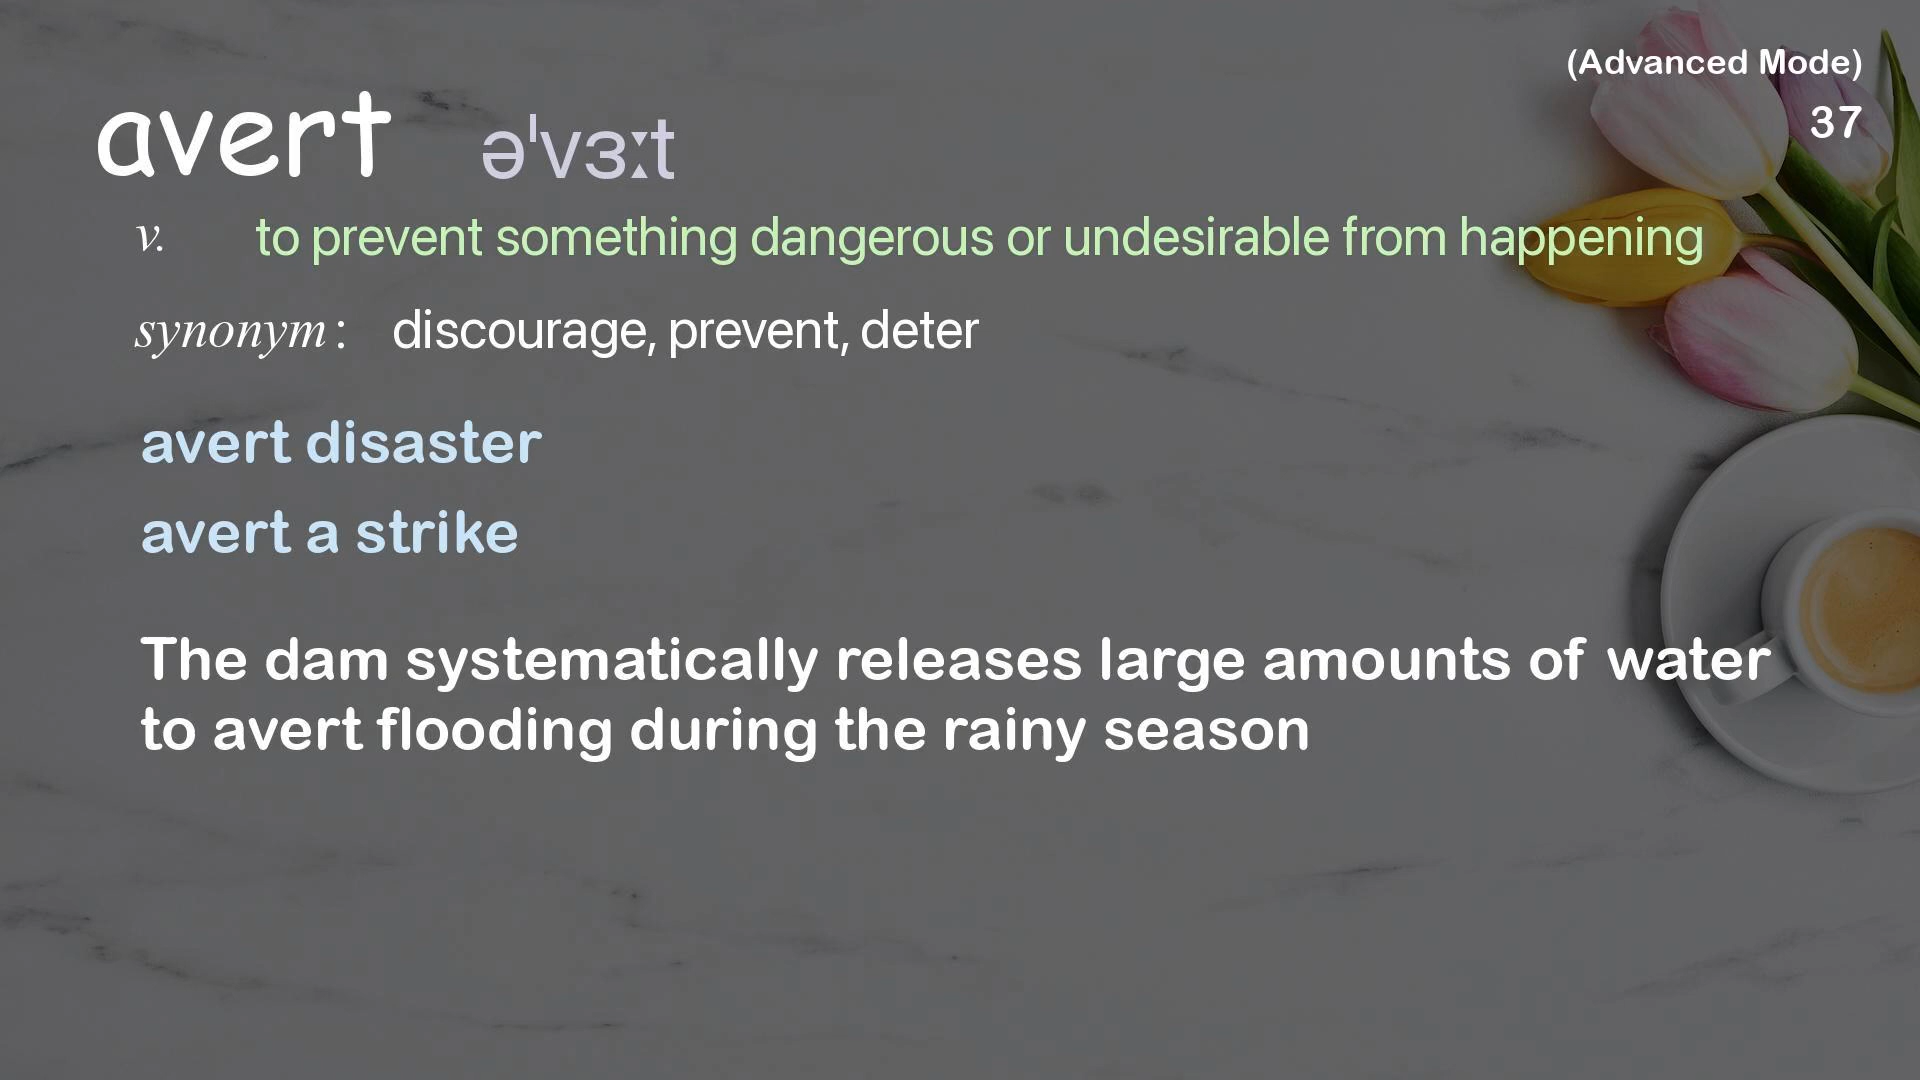 (Advanced Mode)
37
avert əˈvɜːt
v. to prevent something dangerous or undesirable from happening
synonym: discourage, prevent, deter
avert disaster
avert a strike
The dam systematically releases large amounts of water
to avert flooding during the rainy season